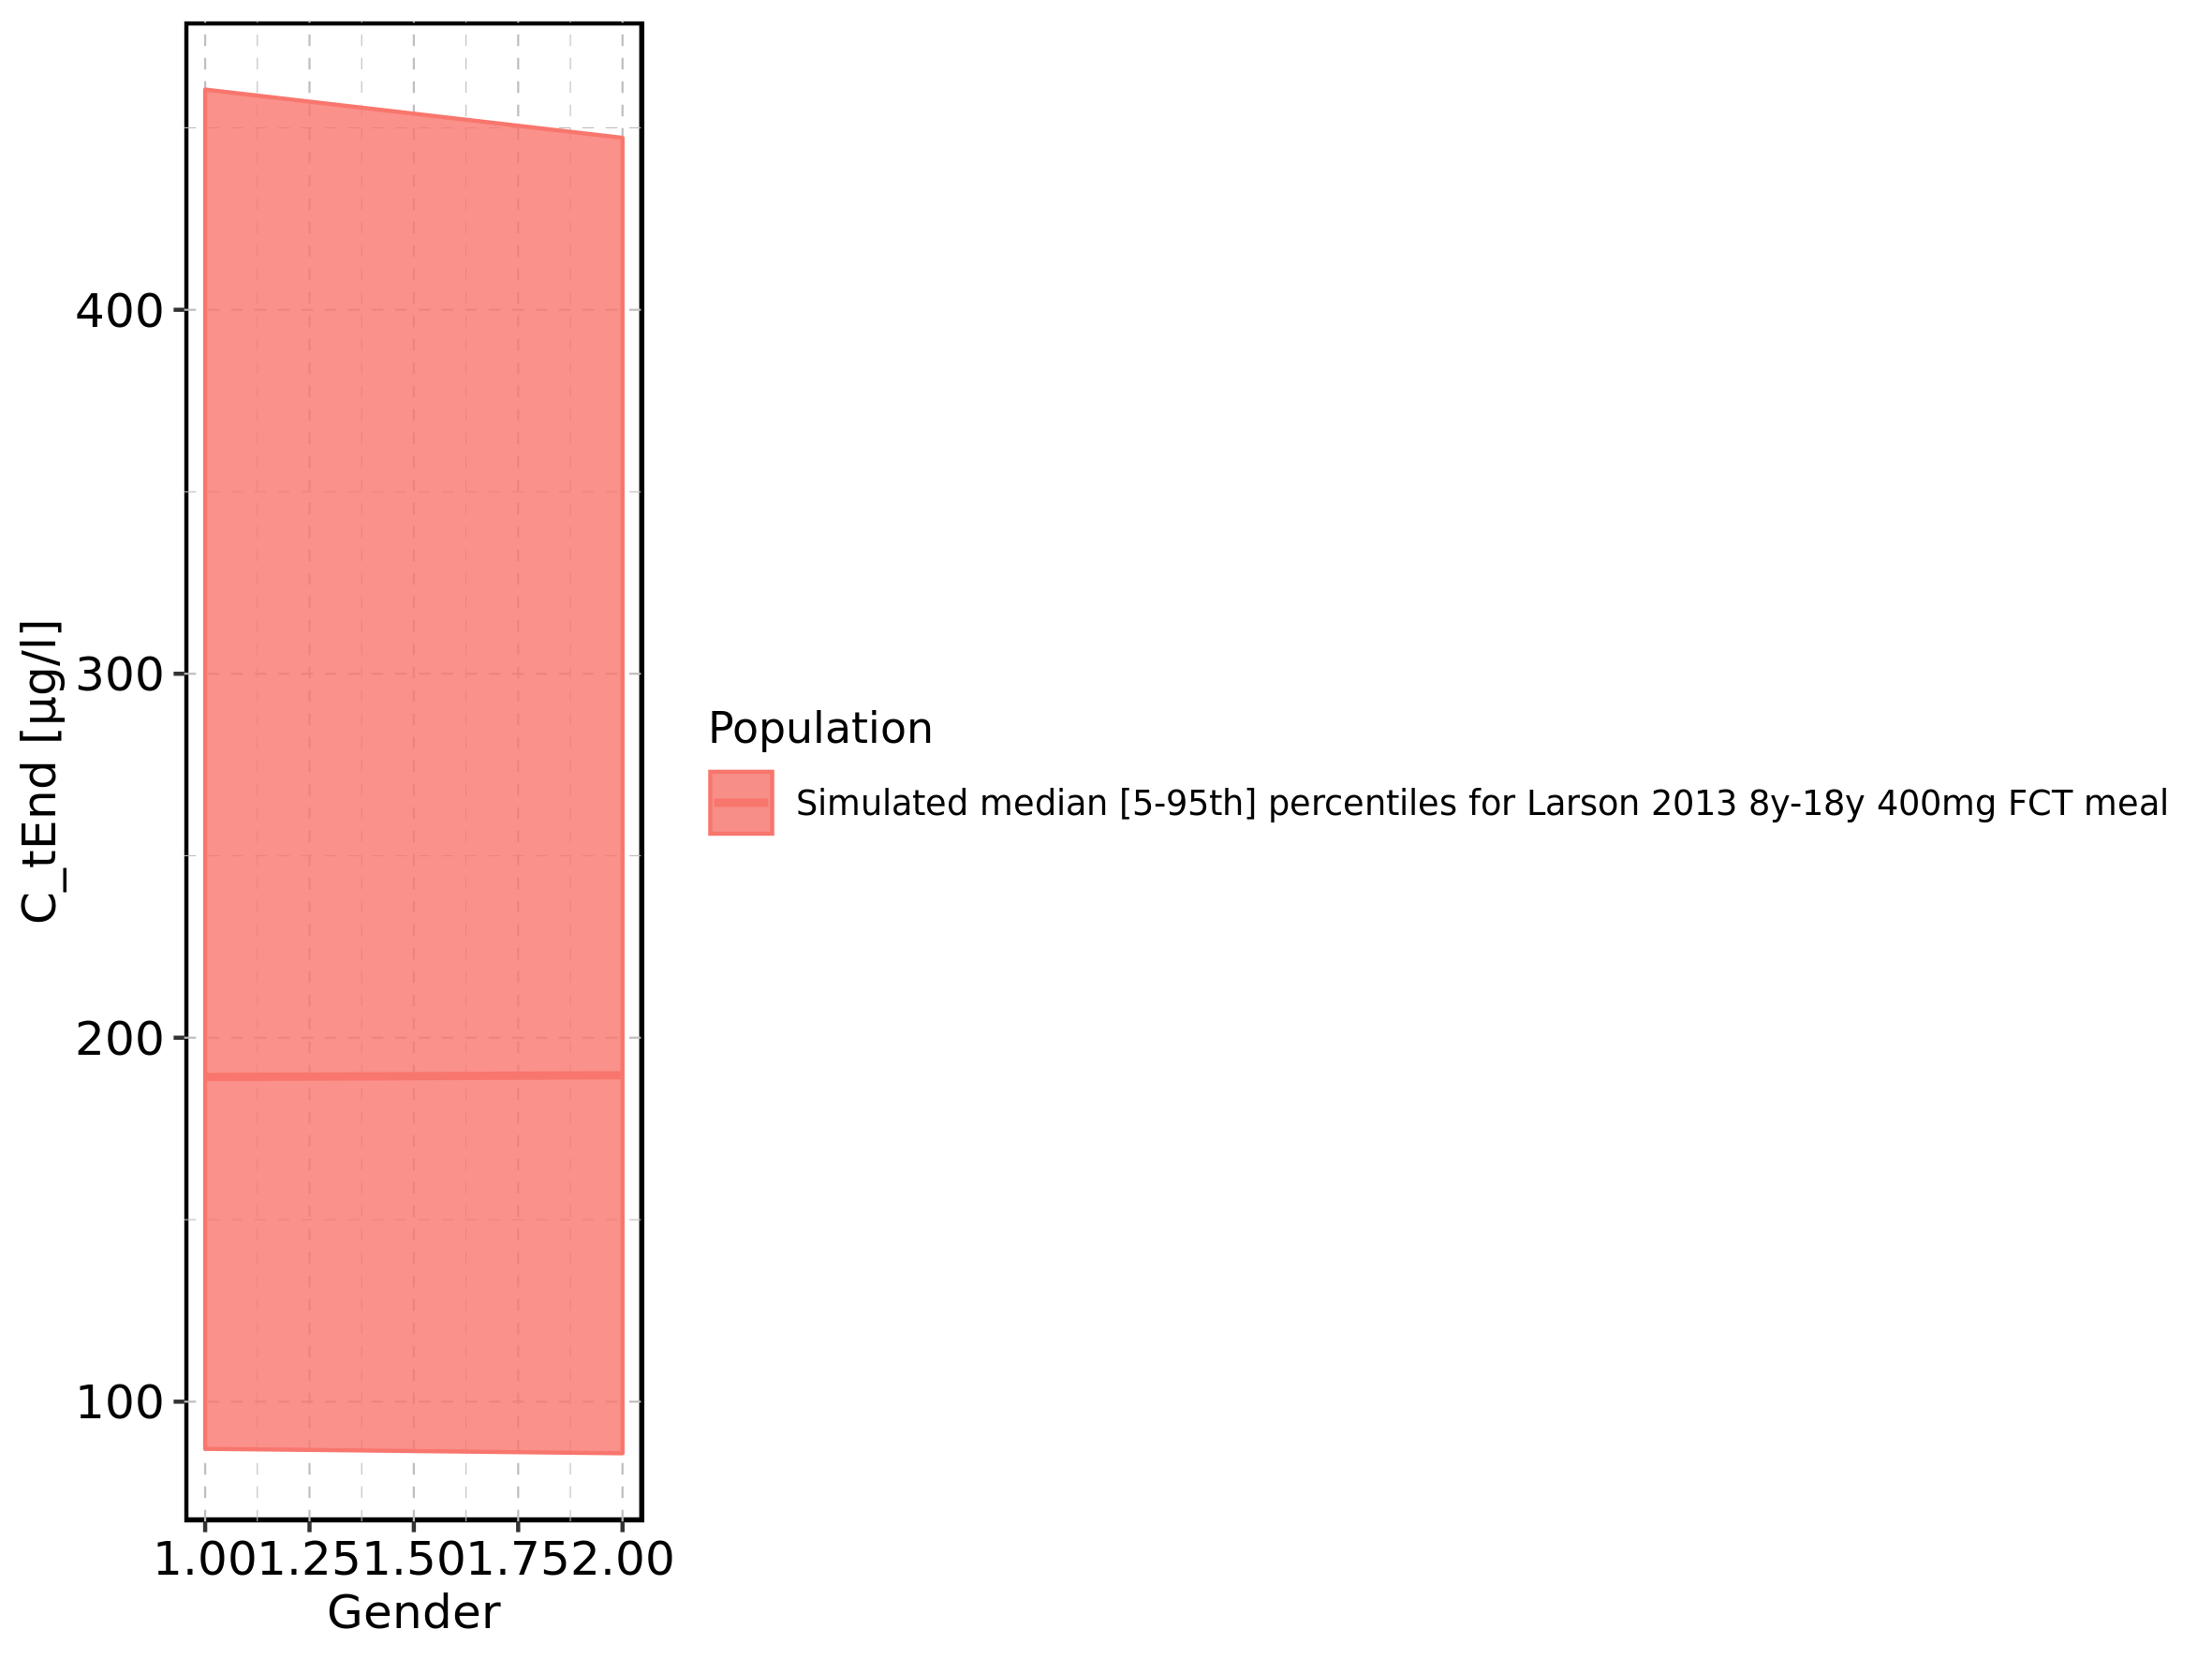 C_tEnd [µg/l]
400
300
200
100
1.00 1.25 1.50 1.75 2.00
Gender
Population
Simulated median [5-95th] percentiles for Larson 2013 8y-18y 400mg FCT meal